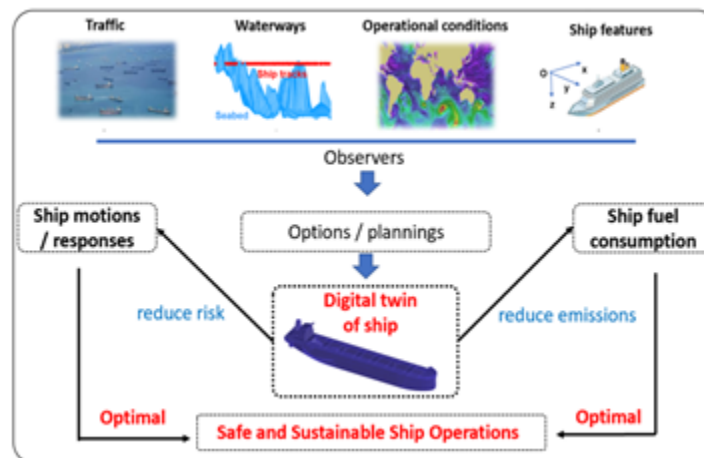 Traffic
Waterways
Operational conditions
Ship features
Ship tracks
Seabed
O
x
y
z
Observers
Ship motions
/ responses
Options / plannings
Ship fuel
consumption
Digital twin
of ship
reduce risk
reduce emissions
Optimal
Optimal
Safe and Sustainable Ship Operations